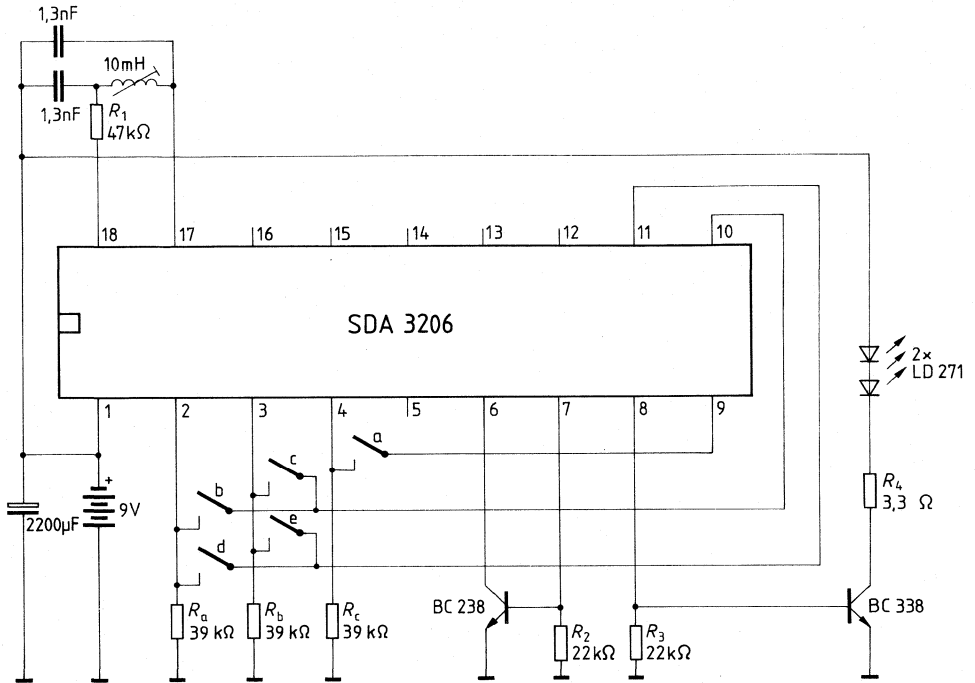 1,3nF
10mH
1,3nF
R1
47kΩ
18 17 16 15 14 13 12 11 10
SDA 3206
2x
LD 271
1 2 3 4 5 6 7 8 9
a
c
b
e
d
+
9V
2200µF
R4
3,3 Ω
BC 238
BC 338
Ra
39 kΩ
Rb
39 kΩ
Rc
39 kΩ
R2
22kΩ
R3
22kΩ